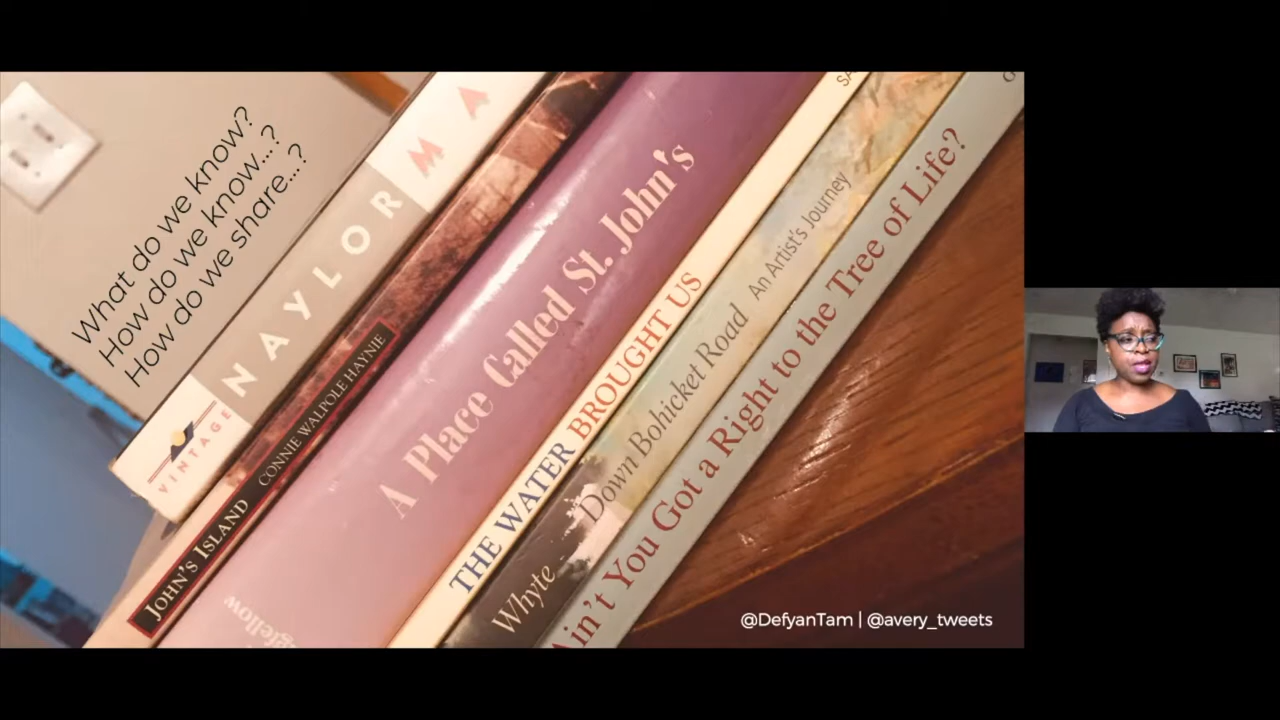 What do we know?
How do we know...?
How do we share...?
NAYLOR MA
VINTAGE
JOHN'S ISLAND CONNIE WALPOLE HAYNIE
A Place Called St. John's
THE WATER BROUGHT US
Whyte Down Bohicket Road An Artist's Journey
Ain't You Got a Right to the Tree of Life?
@DefyanTam | @avery_tweets